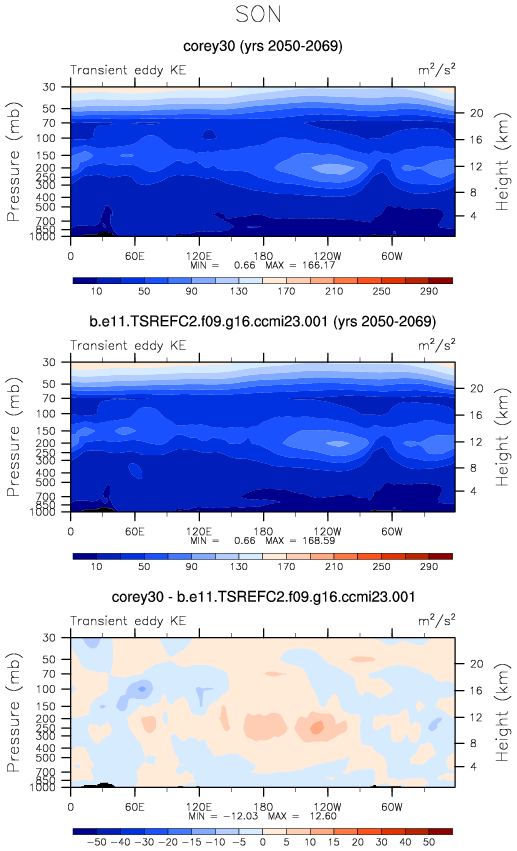 SON
corey30 (yrs 2050-2069)
Transient eddy KE m²/s²
30
50
70
100
150
200
250
300
400
500
700
850
1000
Pressure (mb)
20
16
12
8
4
Height (km)
0 60E 120E 180 120W 60W
MIN = 0.66 MAX = 166.17
10 50 90 130 170 210 250 290
b.e11.TSREFC2.f09.g16.ccmi23.001 (yrs 2050-2069)
Transient eddy KE m²/s²
30
50
70
100
150
200
250
300
400
500
700
850
1000
Pressure (mb)
20
16
12
8
4
Height (km)
0 60E 120E 180 120W 60W
MIN = 0.66 MAX = 168.59
10 50 90 130 170 210 250 290
corey30 - b.e11.TSREFC2.f09.g16.ccmi23.001
Transient eddy KE m²/s²
30
50
70
100
150
200
250
300
400
500
700
850
1000
Pressure (mb)
20
16
12
8
4
Height (km)
0 60E 120E 180 120W 60W
MIN = −12.03 MAX = 12.60
−50 −40 −30 −20 −15 −10 −5 0 5 10 15 20 30 40 50